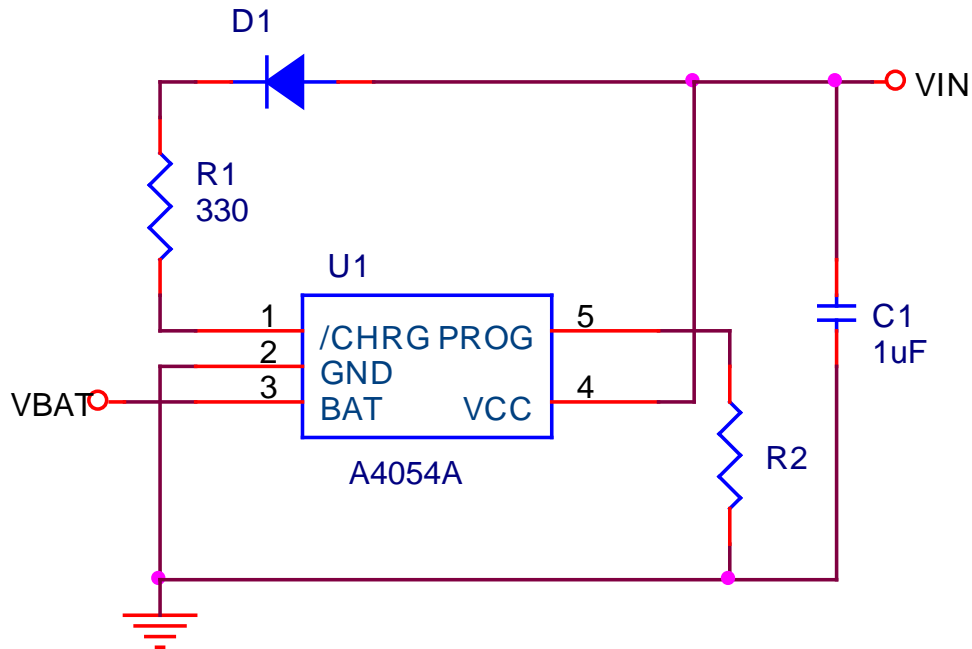 D1
VIN
R1
330
U1
1
/CHRG PROG
5
2
GND
VBAT
3
BAT
VCC
4
C1
1uF
R2
A4054A